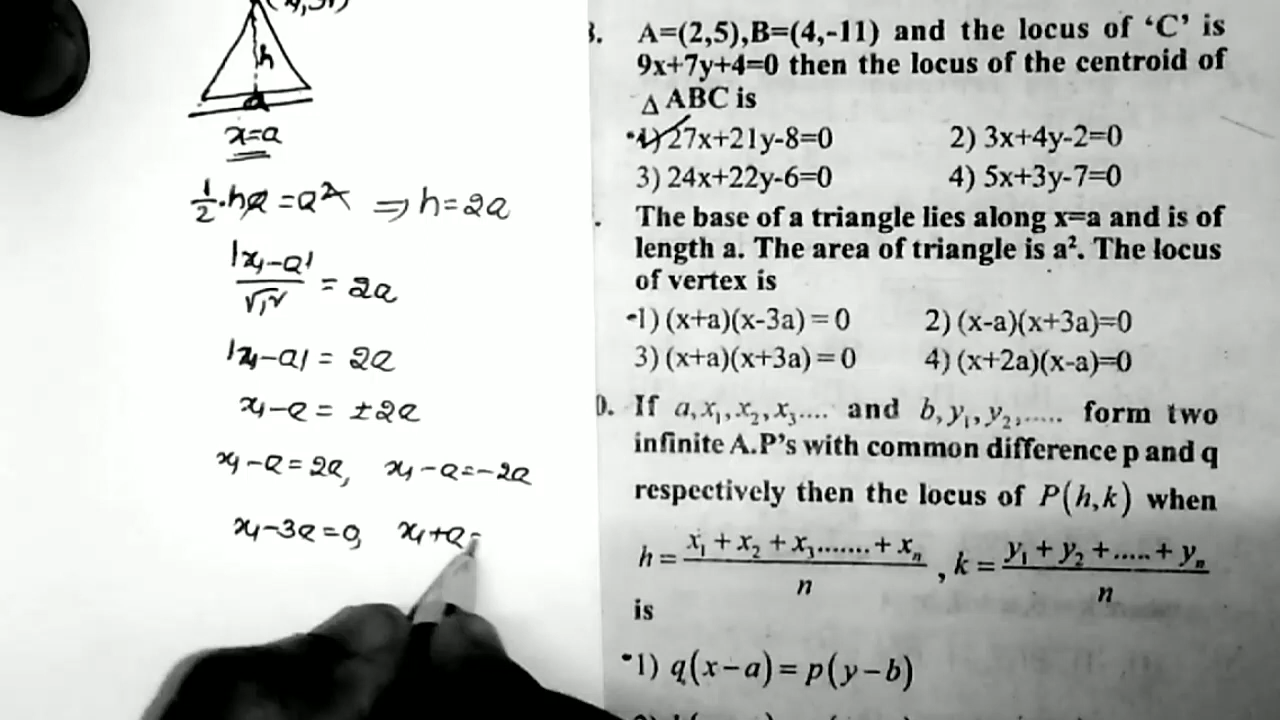 x=a
1/2·ha = a² ⇒ h = 2a
|x₁-a|/√1² = 2a
|x₁-a| = 2a
x₁-a = ±2a
x₁-a = 2a, x₁-a = -2a
x₁-3a = 0, x₁+a =
A=(2,5),B=(4,-11) and the locus of ‘C’ is
9x+7y+4=0 then the locus of the centroid of
△ ABC is
1) 27x+21y-8=0 2) 3x+4y-2=0
3) 24x+22y-6=0 4) 5x+3y-7=0
The base of a triangle lies along x=a and is of
length a. The area of triangle is a². The locus
of vertex is
1) (x+a)(x-3a) = 0 2) (x-a)(x+3a)=0
3) (x+a)(x+3a) = 0 4) (x+2a)(x-a)=0
0. If a,x₁,x₂,x₃.... and b,y₁,y₂,..... form two
infinite A.P’s with common difference p and q
respectively then the locus of P(h,k) when
h = x₁ + x₂ + x₃.......+ xₙ / n , k = y₁ + y₂ +.....+ yₙ / n
is
1) q(x-a) = p(y-b)